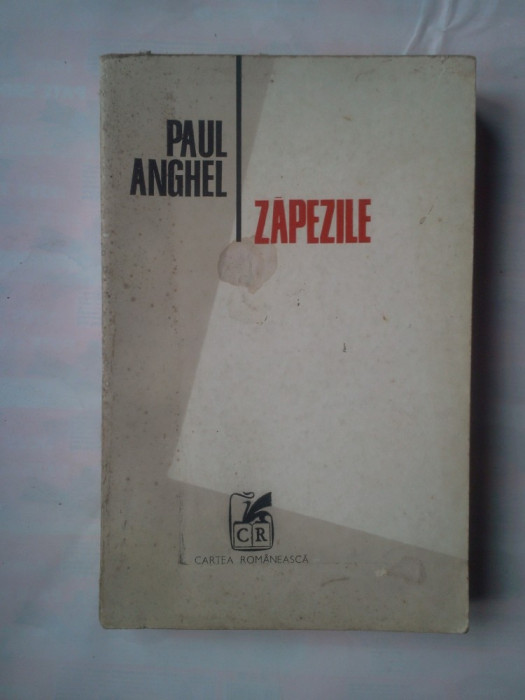 PAUL
ANGHEL
ZĂPEZILE
CR
CARTEA ROMÂNEASCĂ